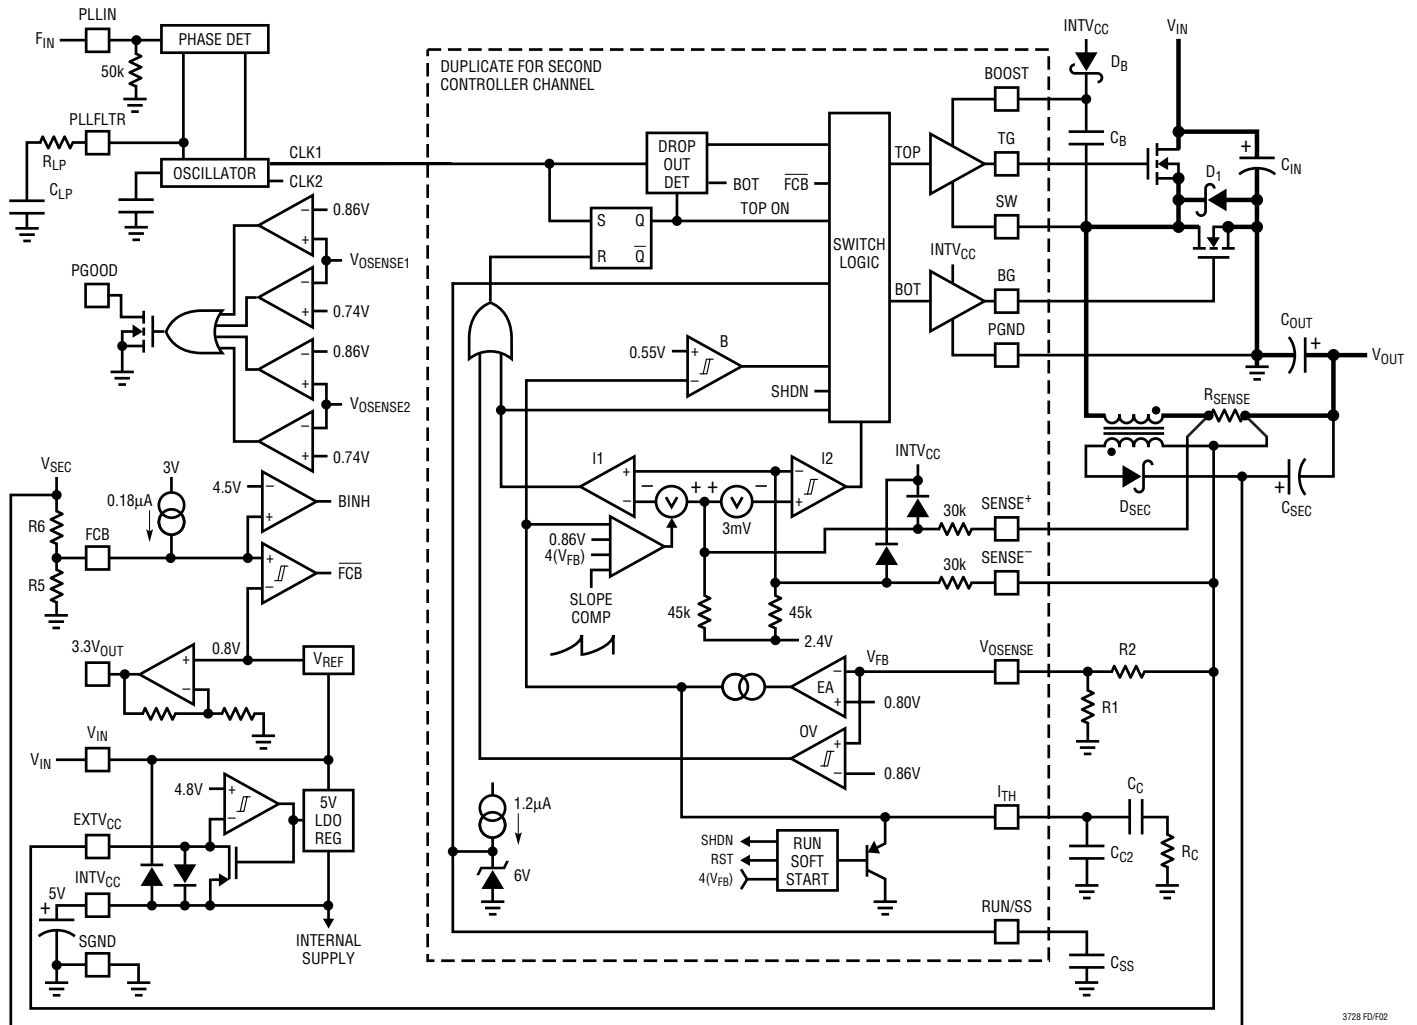 PLLIN
F_IN
PHASE DET
50k
PLLFLTR
R_LP
C_LP
OSCILLATOR
CLK1
CLK2
0.86V
V_OSENSE1
0.74V
PGOOD
0.86V
V_OSENSE2
0.74V
V_SEC
3V
0.18µA
4.5V
BINH
R6
FCB
R5
F̅C̅B̅
3.3V_OUT
0.8V
V_REF
V_IN
V_IN
4.8V
5V
LDO
REG
EXTV_CC
INTV_CC
5V
SGND
INTERNAL
SUPPLY
DUPLICATE FOR SECOND
CONTROLLER CHANNEL
DROP
OUT
DET
BOT
F̅C̅B̅
TOP ON
S
Q
R
Q̅
SWITCH
LOGIC
0.55V
B
SHDN
I1
I2
3mV
0.86V
4(V_FB)
SLOPE
COMP
45k
45k
2.4V
INTV_CC
30k
SENSE+
30k
SENSE−
V_FB
V_OSENSE
EA
0.80V
OV
0.86V
1.2µA
6V
SHDN
RST
4(V_FB)
RUN
SOFT
START
I_TH
RUN/SS
TOP
BOOST
TG
SW
INTV_CC
BOT
BG
PGND
INTV_CC
D_B
C_B
V_IN
C_IN
D_1
C_OUT
V_OUT
R_SENSE
D_SEC
C_SEC
R2
R1
C_C
C_C2
R_C
C_SS
3728 FD/F02